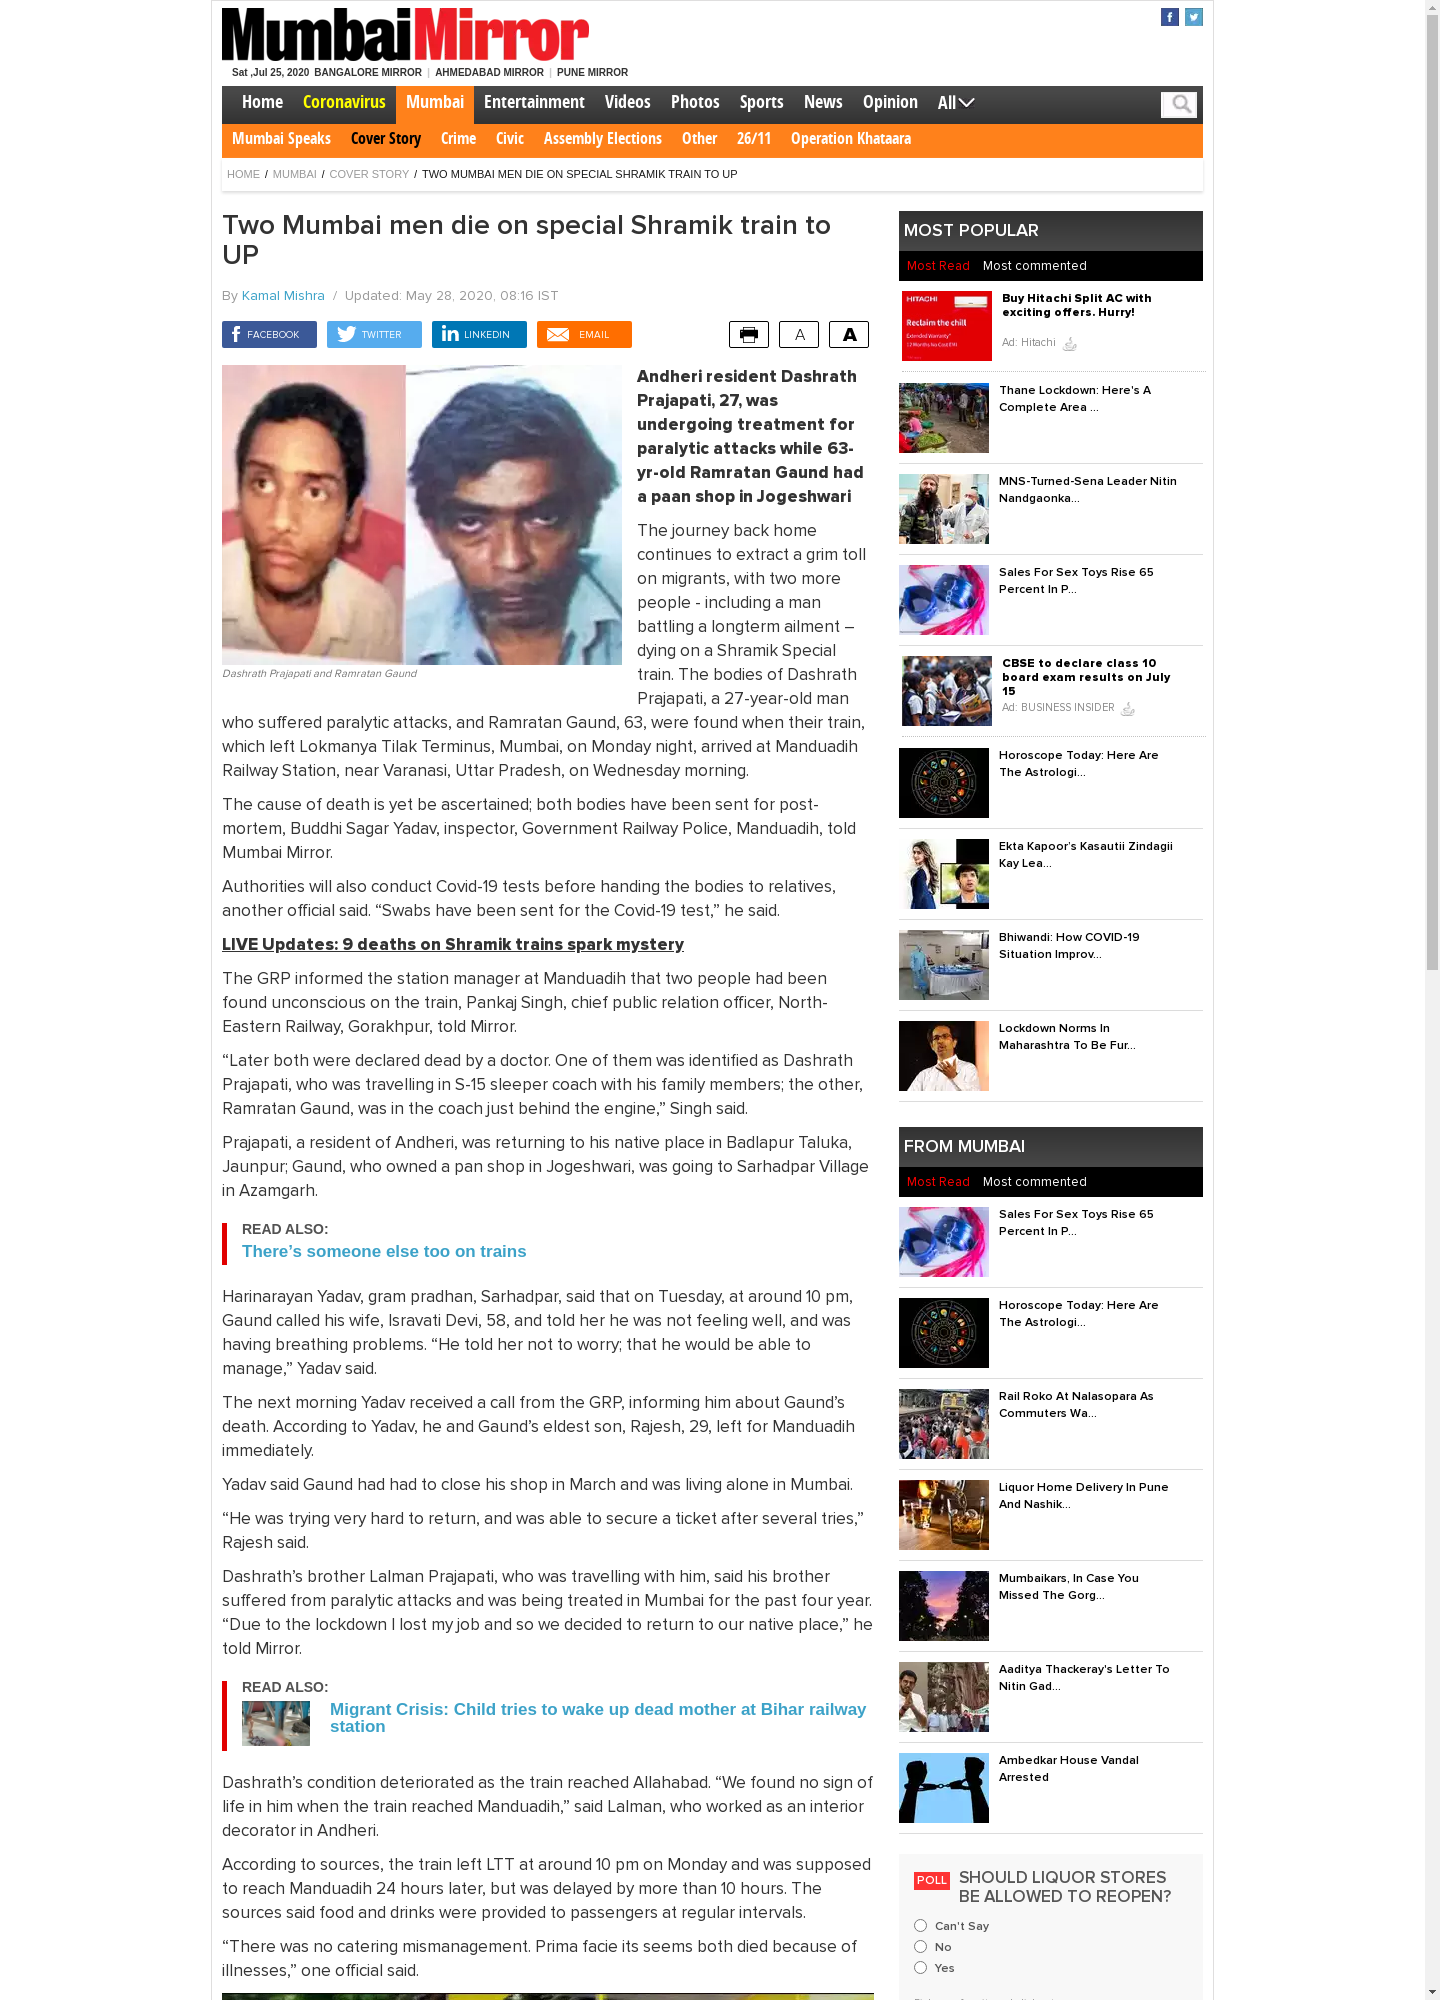 MumbaiMirror
Sat ,Jul 25, 2020 BANGALORE MIRROR | AHMEDABAD MIRROR | PUNE MIRROR
Home Coronavirus Mumbai Entertainment Videos Photos Sports News Opinion All
Mumbai Speaks Cover Story Crime Civic Assembly Elections Other 26/11 Operation Khataara
HOME / MUMBAI / COVER STORY / TWO MUMBAI MEN DIE ON SPECIAL SHRAMIK TRAIN TO UP
Two Mumbai men die on special Shramik train to
UP
By Kamal Mishra / Updated: May 28, 2020, 08:16 IST
FACEBOOK TWITTER LINKEDIN EMAIL A A
Dashrath Prajapati and Ramratan Gaund
Andheri resident Dashrath
Prajapati, 27, was
undergoing treatment for
paralytic attacks while 63-
yr-old Ramratan Gaund had
a paan shop in Jogeshwari
The journey back home
continues to extract a grim toll
on migrants, with two more
people - including a man
battling a longterm ailment –
dying on a Shramik Special
train. The bodies of Dashrath
Prajapati, a 27-year-old man
who suffered paralytic attacks, and Ramratan Gaund, 63, were found when their train,
which left Lokmanya Tilak Terminus, Mumbai, on Monday night, arrived at Manduadih
Railway Station, near Varanasi, Uttar Pradesh, on Wednesday morning.
The cause of death is yet be ascertained; both bodies have been sent for post-
mortem, Buddhi Sagar Yadav, inspector, Government Railway Police, Manduadih, told
Mumbai Mirror.
Authorities will also conduct Covid-19 tests before handing the bodies to relatives,
another official said. “Swabs have been sent for the Covid-19 test,” he said.
LIVE Updates: 9 deaths on Shramik trains spark mystery
The GRP informed the station manager at Manduadih that two people had been
found unconscious on the train, Pankaj Singh, chief public relation officer, North-
Eastern Railway, Gorakhpur, told Mirror.
“Later both were declared dead by a doctor. One of them was identified as Dashrath
Prajapati, who was travelling in S-15 sleeper coach with his family members; the other,
Ramratan Gaund, was in the coach just behind the engine,” Singh said.
Prajapati, a resident of Andheri, was returning to his native place in Badlapur Taluka,
Jaunpur; Gaund, who owned a pan shop in Jogeshwari, was going to Sarhadpar Village
in Azamgarh.
READ ALSO:
There’s someone else too on trains
Harinarayan Yadav, gram pradhan, Sarhadpar, said that on Tuesday, at around 10 pm,
Gaund called his wife, Isravati Devi, 58, and told her he was not feeling well, and was
having breathing problems. “He told her not to worry; that he would be able to
manage,” Yadav said.
The next morning Yadav received a call from the GRP, informing him about Gaund’s
death. According to Yadav, he and Gaund’s eldest son, Rajesh, 29, left for Manduadih
immediately.
Yadav said Gaund had had to close his shop in March and was living alone in Mumbai.
“He was trying very hard to return, and was able to secure a ticket after several tries,”
Rajesh said.
Dashrath’s brother Lalman Prajapati, who was travelling with him, said his brother
suffered from paralytic attacks and was being treated in Mumbai for the past four year.
“Due to the lockdown I lost my job and so we decided to return to our native place,” he
told Mirror.
READ ALSO:
Migrant Crisis: Child tries to wake up dead mother at Bihar railway
station
Dashrath’s condition deteriorated as the train reached Allahabad. “We found no sign of
life in him when the train reached Manduadih,” said Lalman, who worked as an interior
decorator in Andheri.
According to sources, the train left LTT at around 10 pm on Monday and was supposed
to reach Manduadih 24 hours later, but was delayed by more than 10 hours. The
sources said food and drinks were provided to passengers at regular intervals.
“There was no catering mismanagement. Prima facie its seems both died because of
illnesses,” one official said.
MOST POPULAR
Most Read Most commented
HITACHI
Reclaim the chill
Buy Hitachi Split AC with
exciting offers. Hurry!
Ad: Hitachi
Thane Lockdown: Here's A
Complete Area ...
MNS-Turned-Sena Leader Nitin
Nandgaonka...
Sales For Sex Toys Rise 65
Percent In P...
CBSE to declare class 10
board exam results on July
15
Ad: BUSINESS INSIDER
Horoscope Today: Here Are
The Astrologi...
Ekta Kapoor’s Kasautii Zindagii
Kay Lea...
Bhiwandi: How COVID-19
Situation Improv...
Lockdown Norms In
Maharashtra To Be Fur...
FROM MUMBAI
Most Read Most commented
Sales For Sex Toys Rise 65
Percent In P...
Horoscope Today: Here Are
The Astrologi...
Rail Roko At Nalasopara As
Commuters Wa...
Liquor Home Delivery In Pune
And Nashik...
Mumbaikars, In Case You
Missed The Gorg...
Aaditya Thackeray's Letter To
Nitin Gad...
Ambedkar House Vandal
Arrested
POLL SHOULD LIQUOR STORES
BE ALLOWED TO REOPEN?
Can't Say
No
Yes